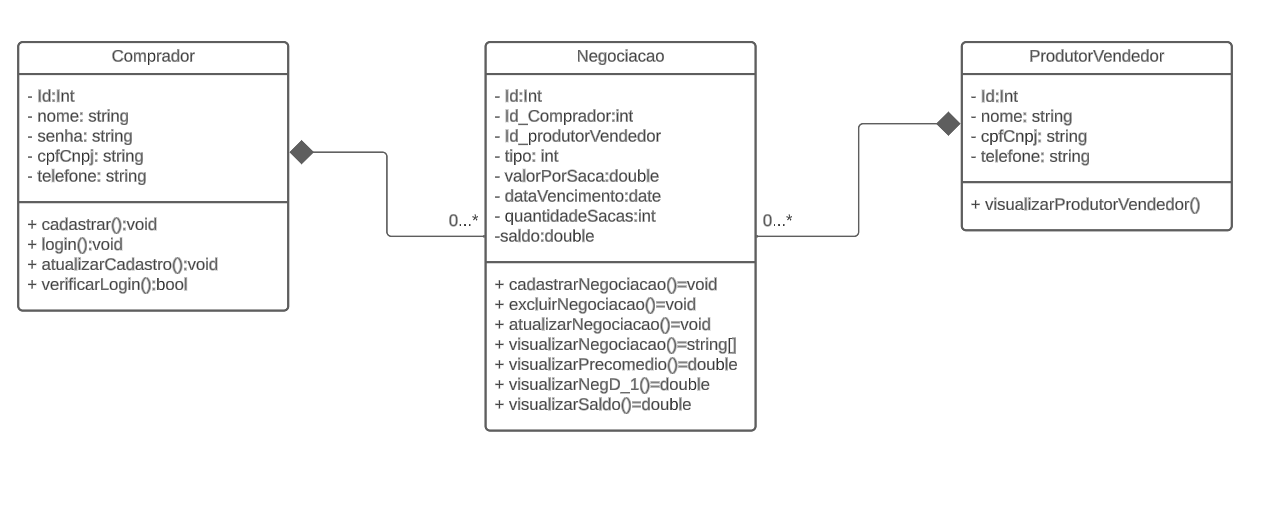 Comprador
- Id:Int
- nome: string
- senha: string
- cpfCnpj: string
- telefone: string
+ cadastrar():void
+ login():void
+ atualizarCadastro():void
+ verificarLogin():bool
0...*
Negociacao
- Id:Int
- Id_Comprador:int
- Id_produtorVendedor
- tipo: int
- valorPorSaca:double
- dataVencimento:date
- quantidadeSacas:int
-saldo:double
+ cadastrarNegociacao()=void
+ excluirNegociacao()=void
+ atualizarNegociacao()=void
+ visualizarNegociacao()=string[]
+ visualizarPrecomedio()=double
+ visualizarNegD_1()=double
+ visualizarSaldo()=double
0...*
ProdutorVendedor
- Id:Int
- nome: string
- cpfCnpj: string
- telefone: string
+ visualizarProdutorVendedor()